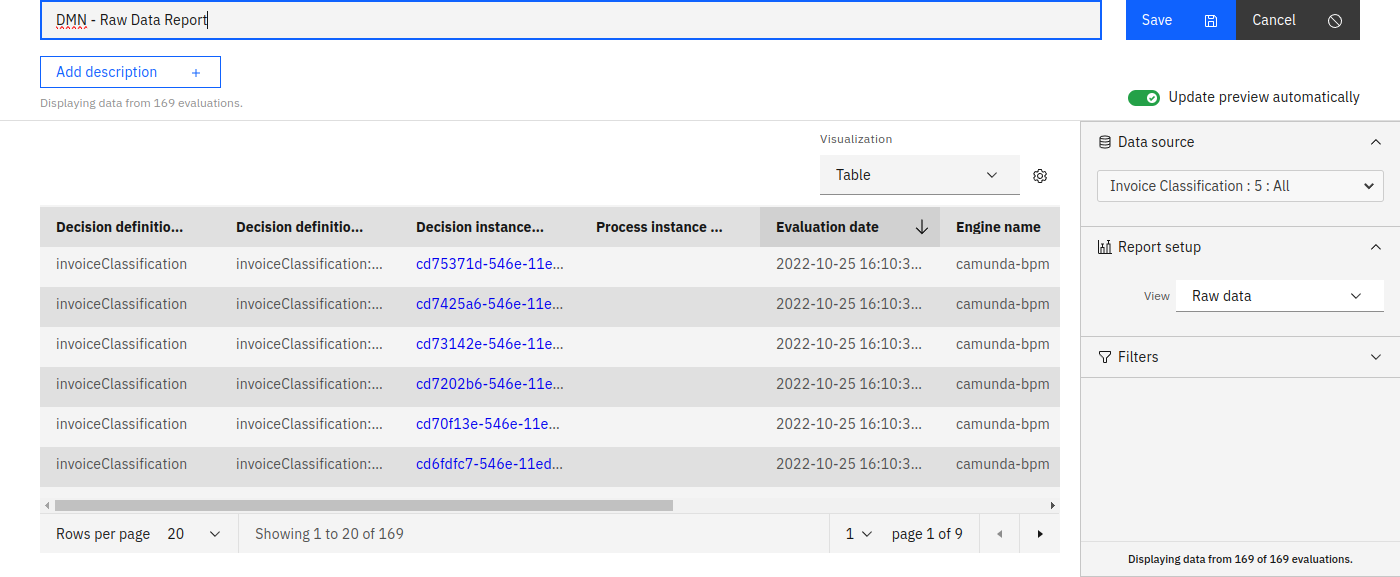 DMN - Raw Data Report
Save
Cancel
Add description +
Displaying data from 169 evaluations.
Update preview automatically
Visualization
Table
Decision definitio... Decision definitio... Decision instance... Process instance ... Evaluation date Engine name
invoiceClassification invoiceClassification:... cd75371d-546e-11e... 2022-10-25 16:10:3... camunda-bpm
invoiceClassification invoiceClassification:... cd7425a6-546e-11e... 2022-10-25 16:10:3... camunda-bpm
invoiceClassification invoiceClassification:... cd73142e-546e-11e... 2022-10-25 16:10:3... camunda-bpm
invoiceClassification invoiceClassification:... cd7202b6-546e-11e... 2022-10-25 16:10:3... camunda-bpm
invoiceClassification invoiceClassification:... cd70f13e-546e-11e... 2022-10-25 16:10:3... camunda-bpm
invoiceClassification invoiceClassification:... cd6fdfc7-546e-11ed... 2022-10-25 16:10:3... camunda-bpm
Rows per page 20 Showing 1 to 20 of 169 1 page 1 of 9
Data source
Invoice Classification : 5 : All
Report setup
View Raw data
Filters
Displaying data from 169 of 169 evaluations.